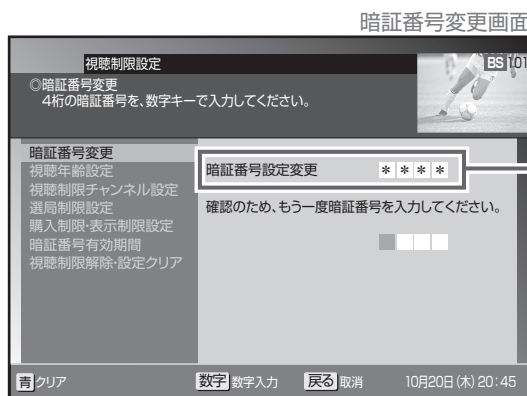 暗証番号変更画面
視聴制限設定
BS 101
◎暗証番号変更
4桁の暗証番号を、数字キーで入力してください。
暗証番号変更
視聴年齢設定
視聴制限チャンネル設定
選局制限設定
購入制限・表示制限設定
暗証番号有効期間
視聴制限解除・設定クリア
暗証番号設定変更 ＊ ＊ ＊ ＊
確認のため、もう一度暗証番号を入力してください。
青 クリア 数字 数字入力 戻る 取消 10月20日(木) 20:45